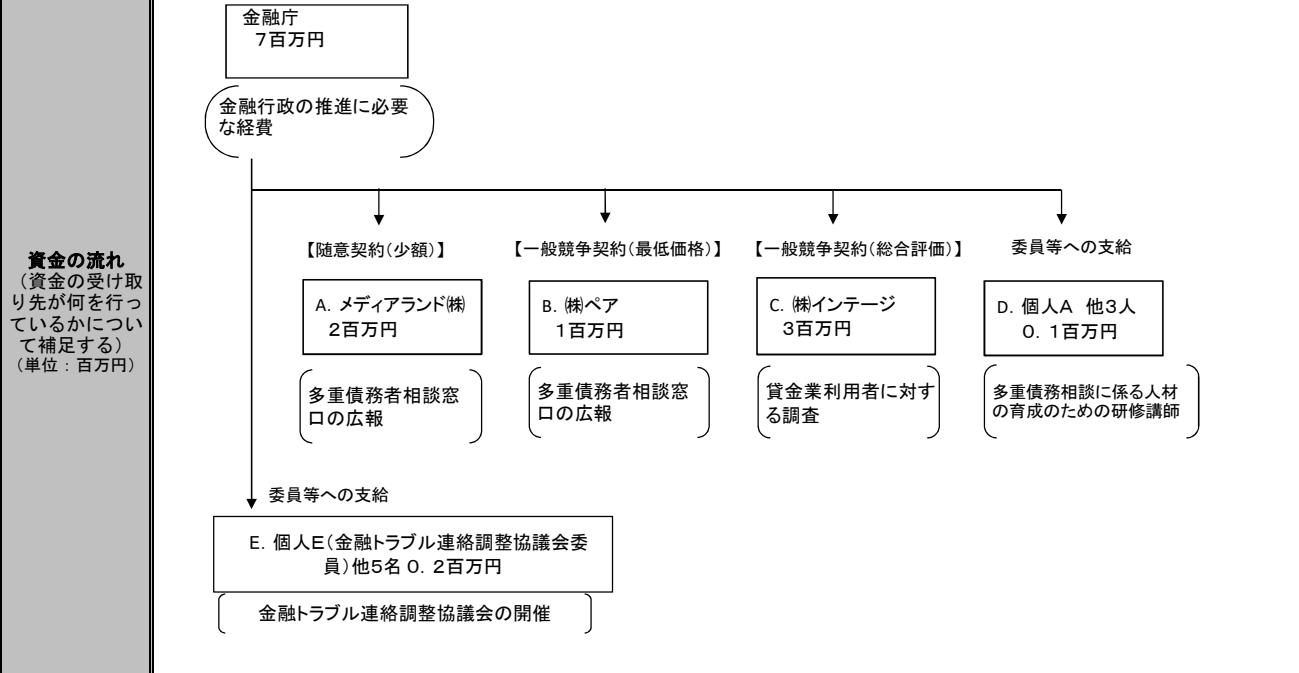 資金の流れ
（資金の受け取
り先が何を行っ
ているかについ
て補足する）
（単位：百万円）
金融庁
7百万円
金融行政の推進に必要
な経費
【随意契約（少額）】
【一般競争契約（最低価格）】
【一般競争契約（総合評価）】
委員等への支給
A. メディアランド㈱
2百万円
B. ㈱ペア
1百万円
C. ㈱インテージ
3百万円
D. 個人A 他3人
0. 1百万円
多重債務者相談窓
口の広報
多重債務者相談窓
口の広報
貸金業利用者に対す
る調査
多重債務相談に係る人材
の育成のための研修講師
委員等への支給
E. 個人E（金融トラブル連絡調整協議会委
員）他5名 0. 2百万円
金融トラブル連絡調整協議会の開催